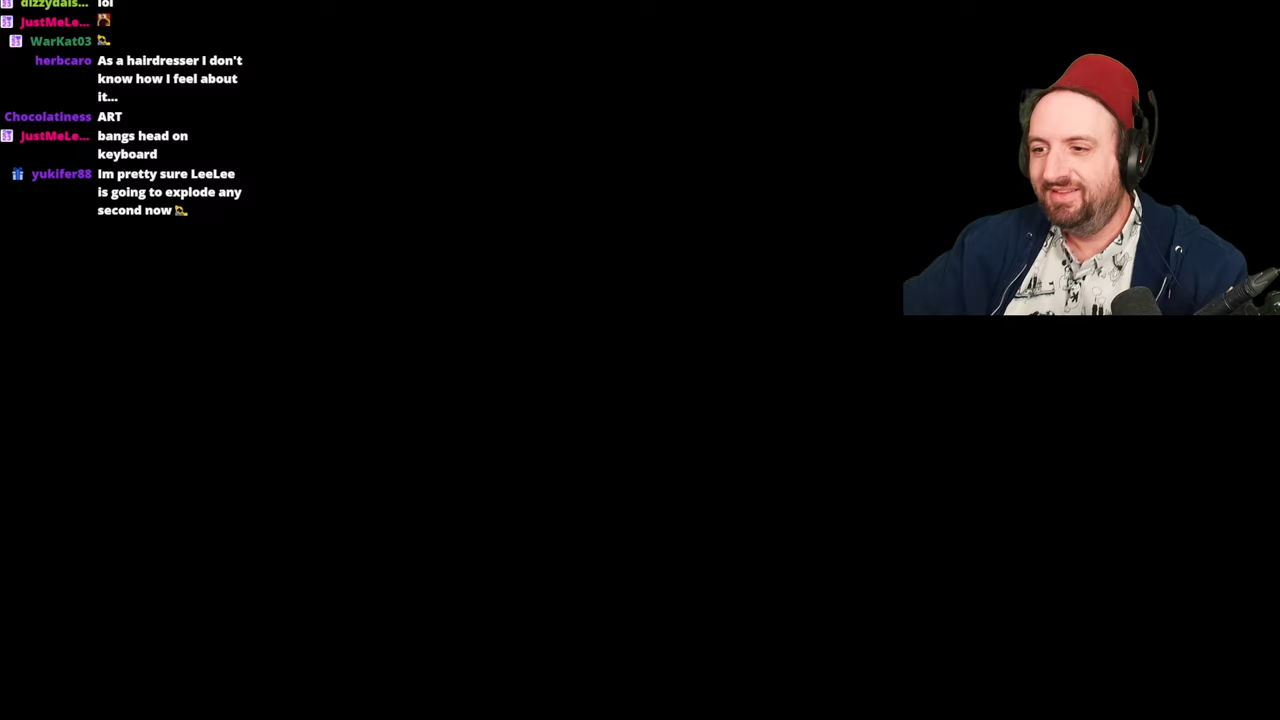 dizzydais... lol
JustMeLe...
WarKat03
herbcaro As a hairdresser I don't
know how I feel about
it...
Chocolatiness ART
JustMeLe... bangs head on
keyboard
yukifer88 Im pretty sure LeeLee
is going to explode any
second now